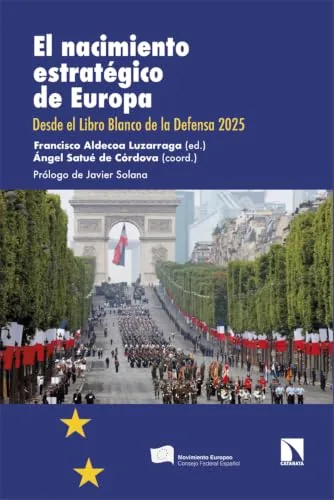 El nacimiento
estratégico
de Europa
Desde el Libro Blanco de la Defensa 2025
Francisco Aldecoa Luzarraga (ed.)
Ángel Satué de Córdova (coord.)
Prólogo de Javier Solana
Movimiento Europeo
Consejo Federal Español
CATARATA